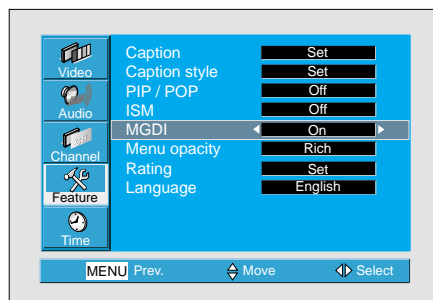 Video
Audio
Channel
Feature
Time
Caption Set
Caption style Set
PIP / POP Off
ISM Off
MGDI On
Menu opacity Rich
Rating Set
Language English
MENU Prev. Move Select